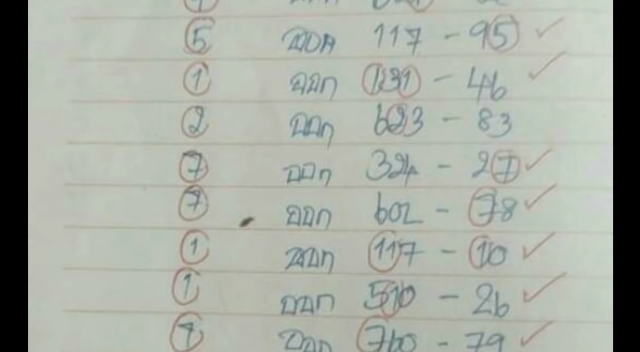 5 ออก 117 - 95 ✓
1 ออก 131 - 46 ✓
2 ออก 623 - 83
7 ออก 324 - 27 ✓
7 ออก 602 - 78 ✓
1 ออก 117 - 10 ✓
1 ออก 510 - 26 ✓
7 ออก 760 - 79 ✓